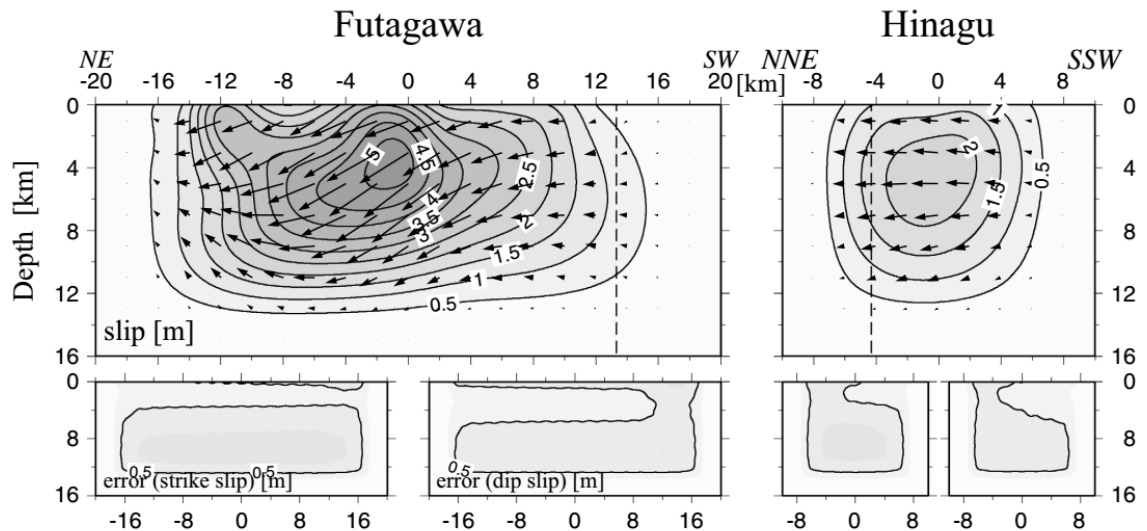 Futagawa Hinagu
NE SW NNE SSW
-20 -16 -12 -8 -4 0 4 8 12 16 20 [km] -8 -4 0 4 8
0 0
4 4
8 8
12 12
16 16
Depth [km]
5 4.5 2.5 4 3.5 3 2 1.5 1 0.5
1 2 0.5 1.5
slip [m]
0 0
8 8
16 16
0.5 0.5 0.5
error (strike slip) [m] error (dip slip) [m]
-16 -8 0 8 16 -16 -8 0 8 16 -8 0 8 -8 0 8